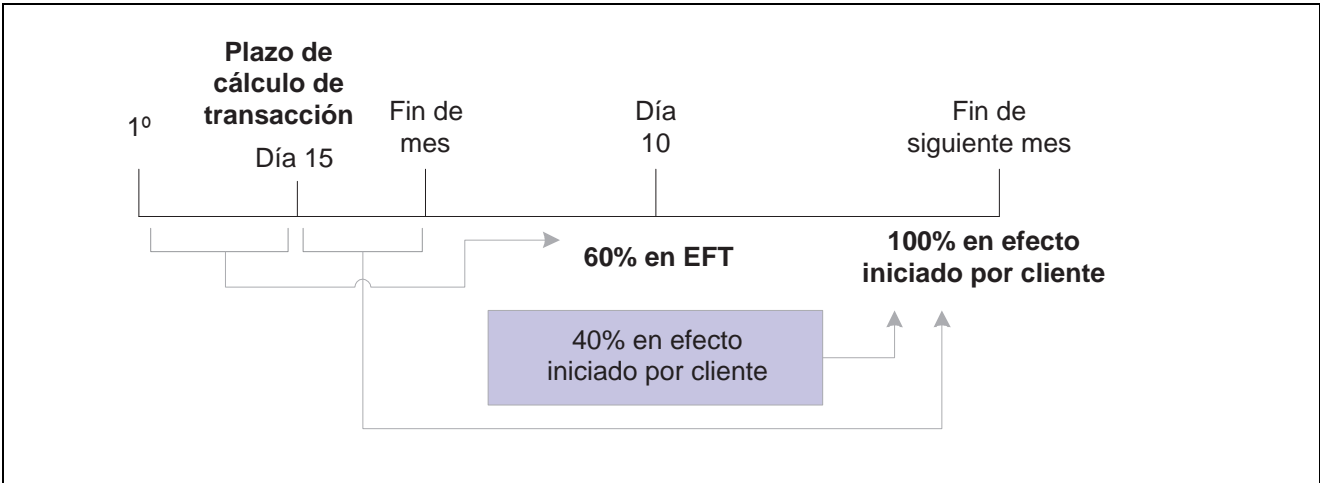 1º
Plazo de
cálculo de
transacción
Día 15
Fin de
mes
Día
10
Fin de
siguiente mes
60% en EFT
100% en efecto
iniciado por cliente
40% en efecto
iniciado por cliente